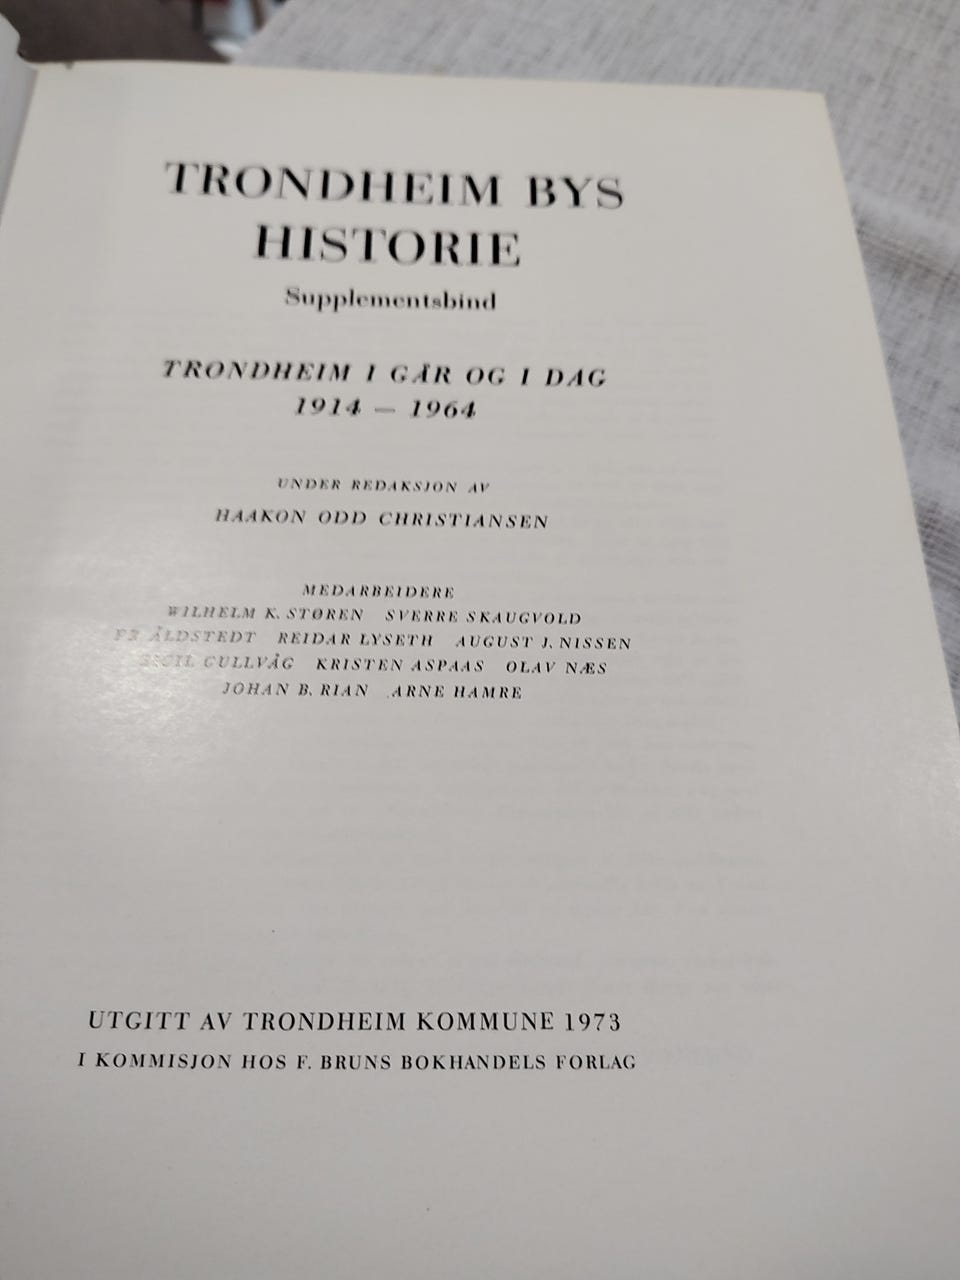 TRONDHEIM BYS
HISTORIE
Supplementsbind
TRONDHEIM I GÅR OG I DAG
1914 — 1964
UNDER REDAKSJON AV
HAAKON ODD CHRISTIANSEN
MEDARBEIDERE
WILHELM K. STØREN SVERRE SKAUGVOLD
REIDAR LYSETH AUGUST J. NISSEN
GULLVÅG KRISTEN ASPAAS OLAV NÆS
JOHAN B. RIAN ARNE HAMRE
UTGITT AV TRONDHEIM KOMMUNE 1973
I KOMMISJON HOS F. BRUNS BOKHANDELS FORLAG